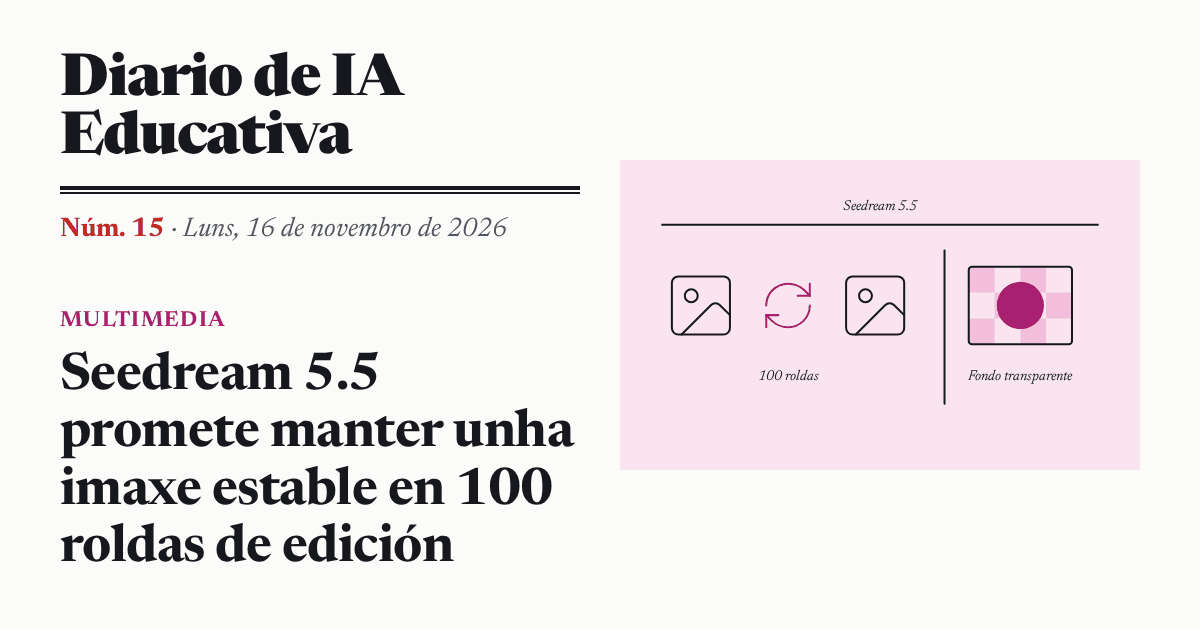 Diario de IA
Educativa
Núm. 15 · Luns, 16 de novembro de 2026
MULTIMEDIA
Seedream 5.5
promete manter unha
imaxe estable en 100
roldas de edición
Seedream 5.5
100 roldas
Fondo transparente